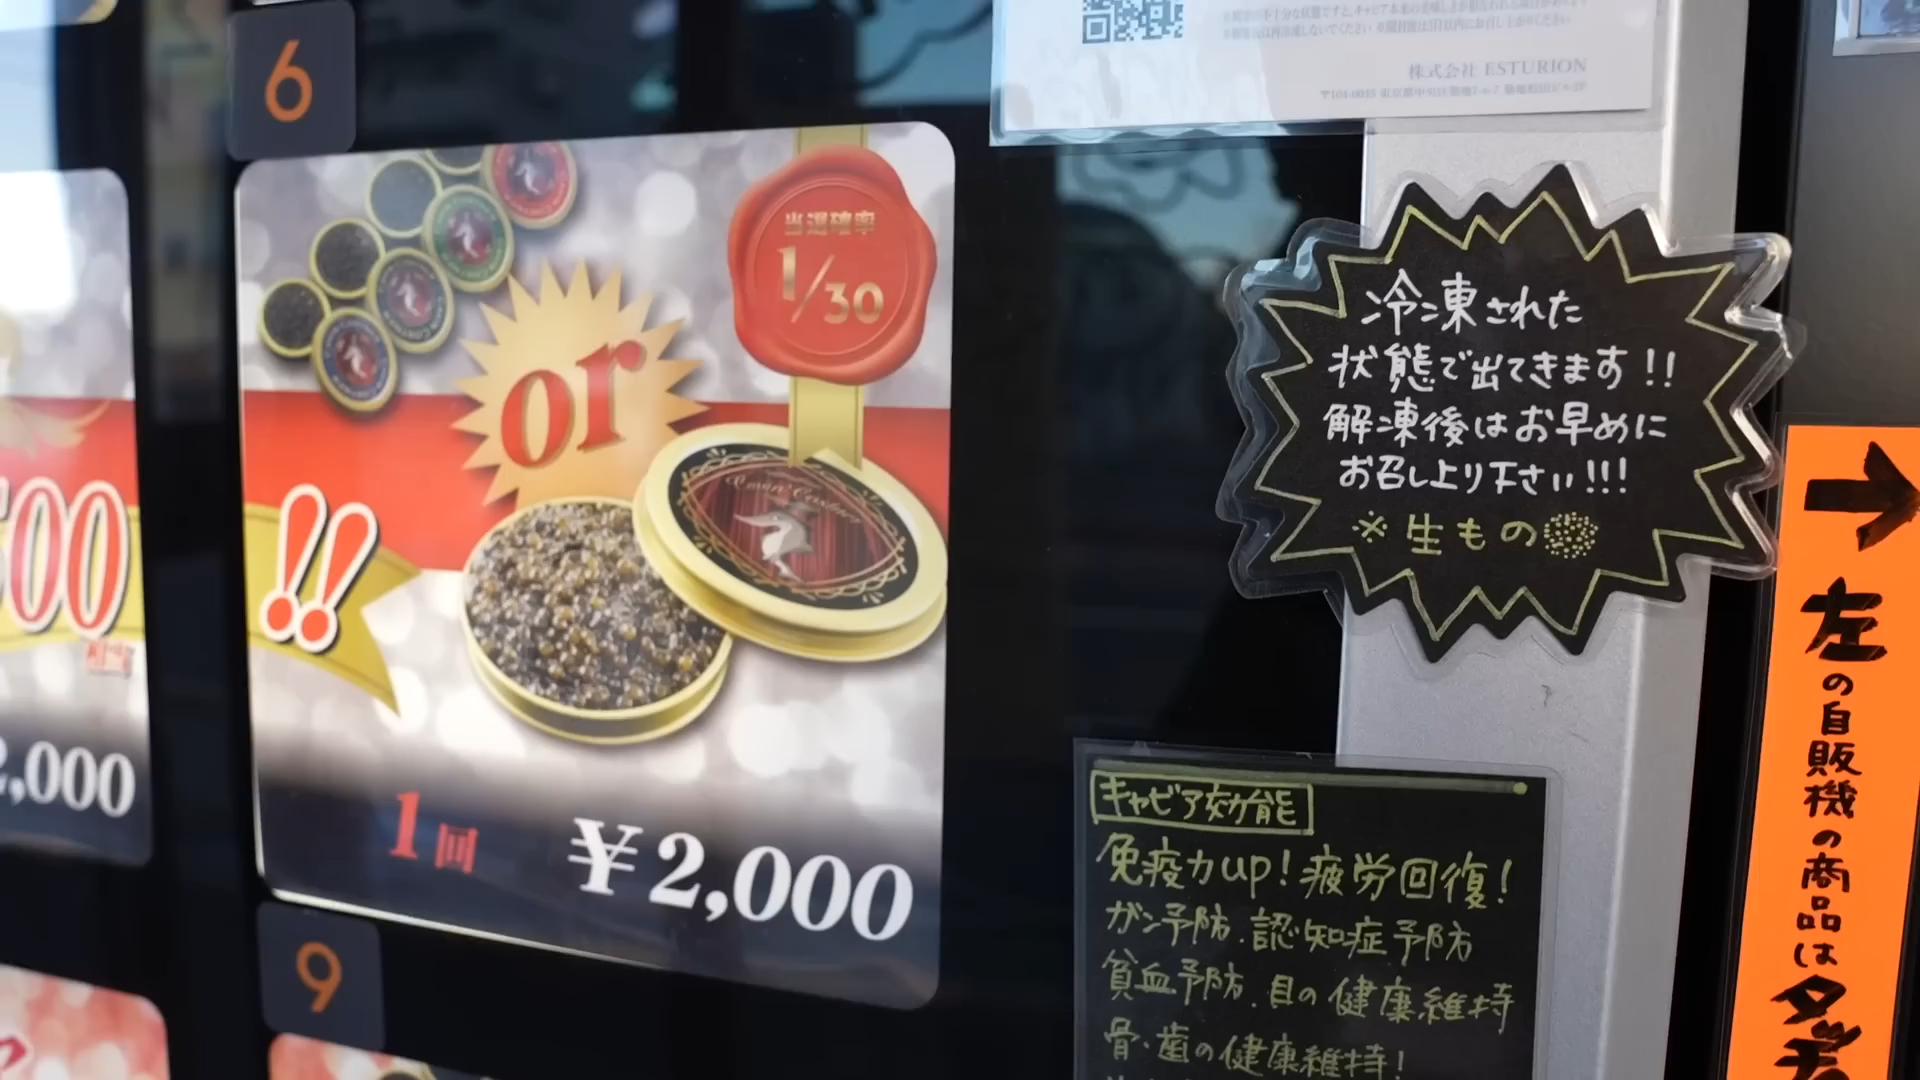 6
当選確率
1/30
or
!!
1回 ¥2,000
9
500
2,000
株式会社 ESTURION
冷凍された
状態で出てきます!!
解凍後はお早めに
お召し上り下さい!!!
※生もの
キャビア効能
免疫力up!疲労回復!
ガン予防.認知症予防
貧血予防.目の健康維持
骨・歯の健康維持!
→
左
の自販機の商品は